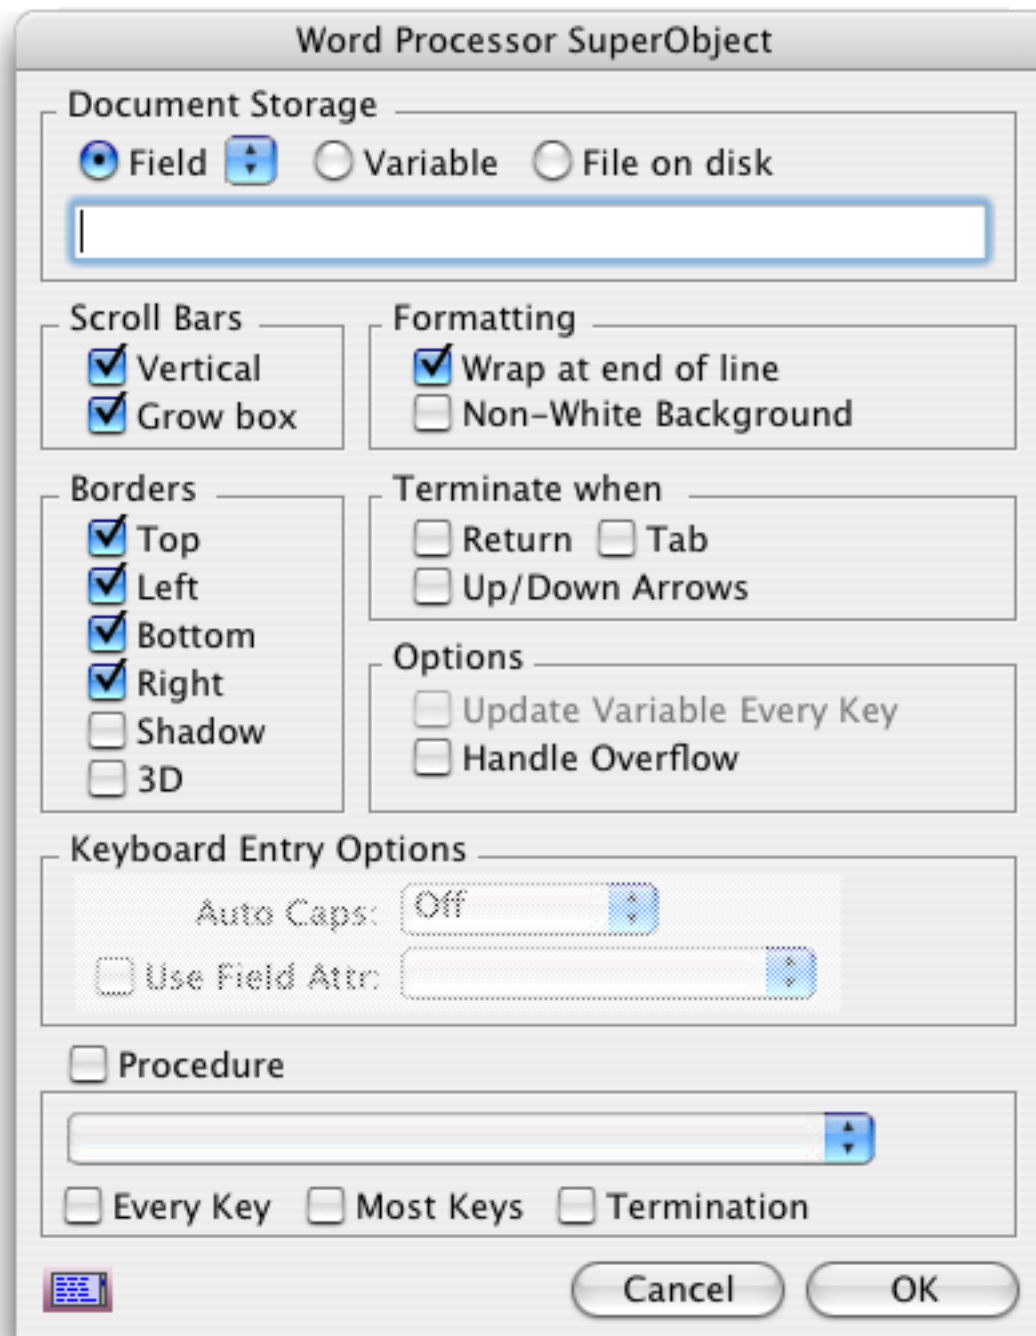 Word Processor SuperObject
Document Storage
Field Variable File on disk
Scroll Bars
Vertical
Grow box
Formatting
Wrap at end of line
Non-White Background
Borders
Top
Left
Bottom
Right
Shadow
3D
Terminate when
Return Tab
Up/Down Arrows
Options
Update Variable Every Key
Handle Overflow
Keyboard Entry Options
Auto Caps: Off
Use Field Attr:
Procedure
Every Key Most Keys Termination
Cancel OK